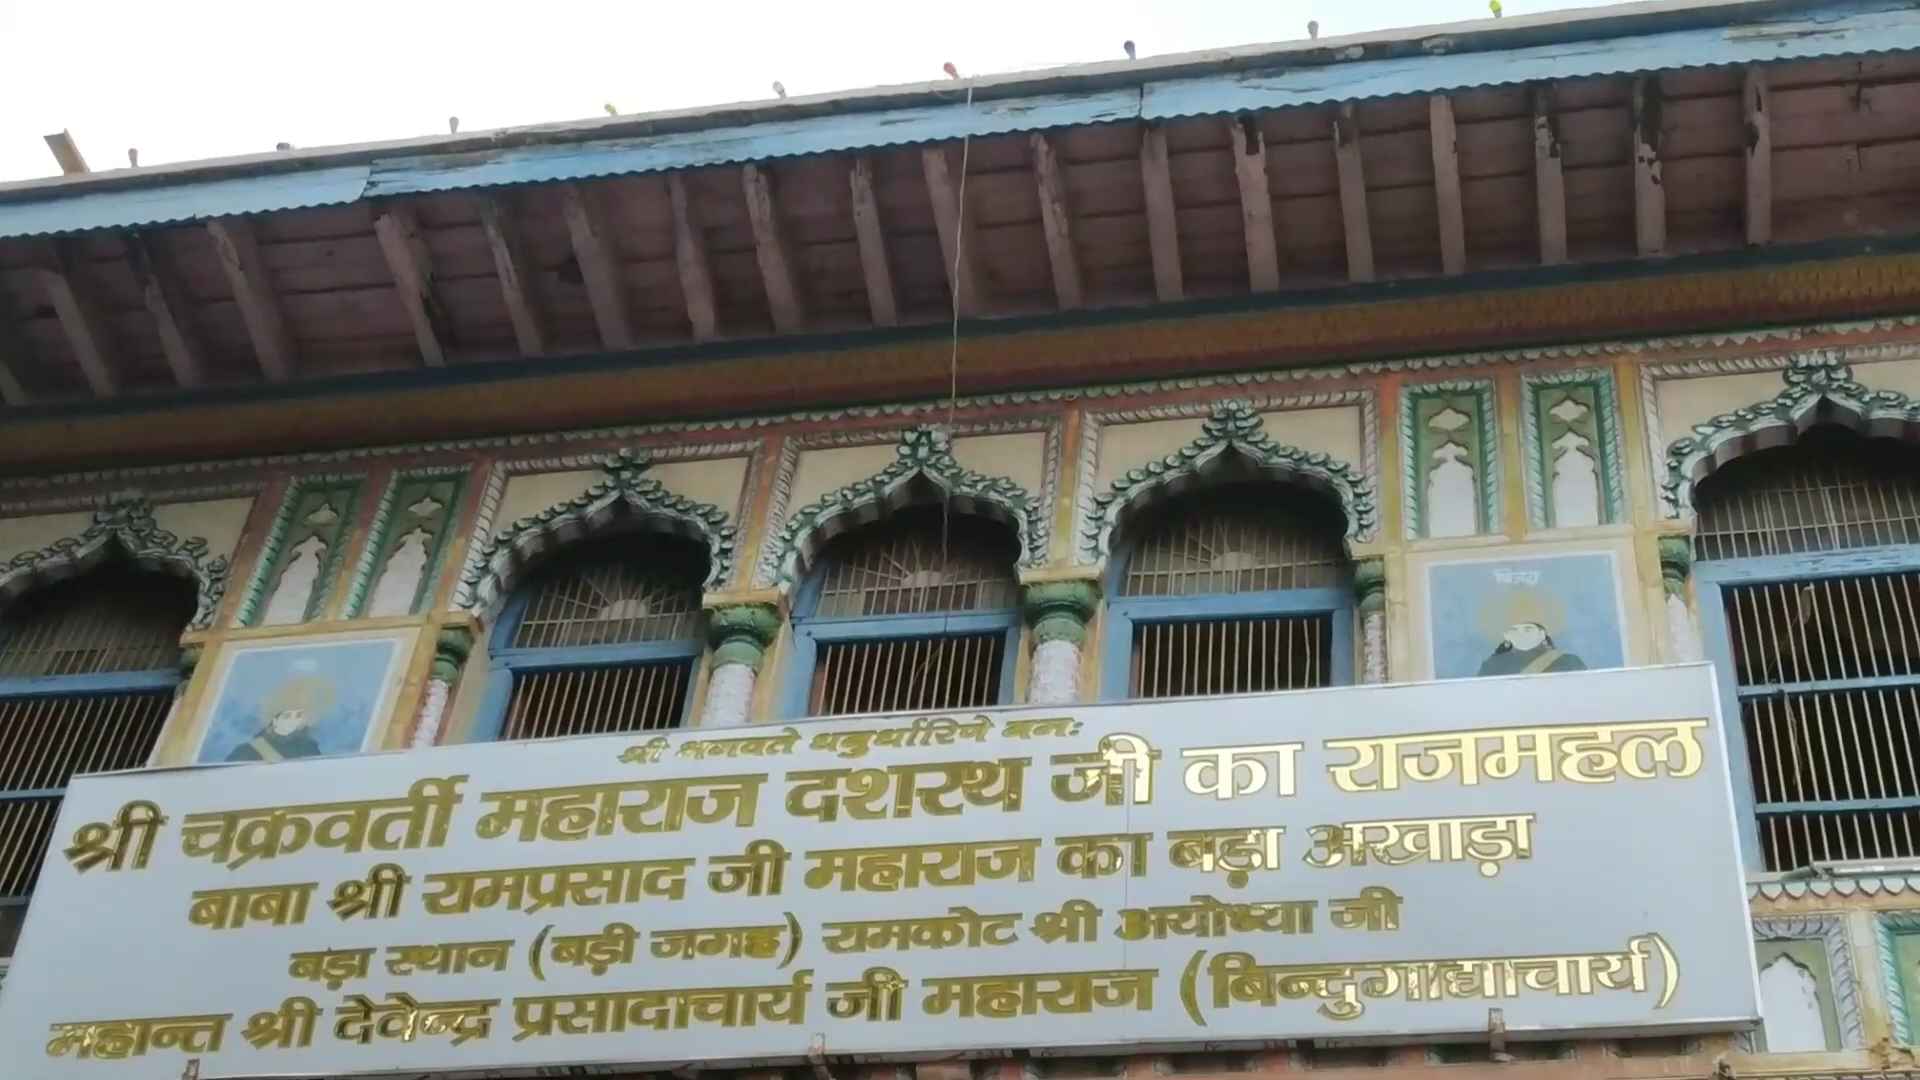 विजय
श्री भगवते धनुर्धारिणे नमः
श्री चक्रवर्ती महाराज दशरथ जी का राजमहल
बाबा श्री रामप्रसाद जी महाराज का बड़ा अखाड़ा
बड़ा स्थान (बड़ी जगह) रामकोट श्री अयोध्या जी
महान्त श्री देवेन्द्र प्रसादाचार्य जी महाराज (बिन्दुगाद्याचार्य)